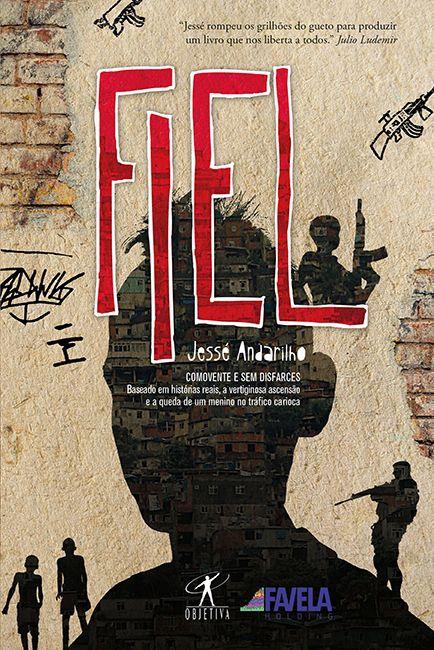 “Jessé rompeu os grilhões do gueto para produzir
um livro que nos liberta a todos.” Julio Ludemir
FIEL
Jessé Andarilho
COMOVENTE E SEM DISFARCES
Baseado em histórias reais, a vertiginosa ascensão
e a queda de um menino no tráfico carioca
OBJETIVA
FAVELA
HOLDING